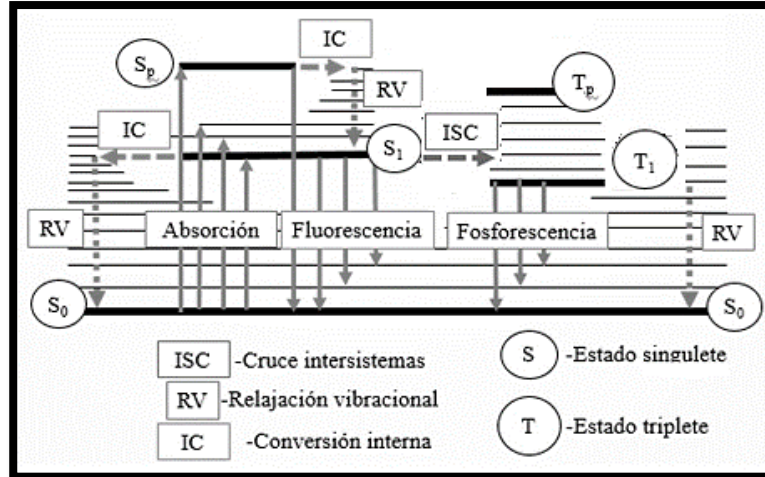 IC
Sp
Tp
RV
IC
ISC
S1
T1
RV
Absorción
Fluorescencia
Fosforescencia
RV
S0
S0
ISC -Cruce intersistemas
S -Estado singulete
RV -Relajación vibracional
T -Estado triplete
IC -Conversión interna